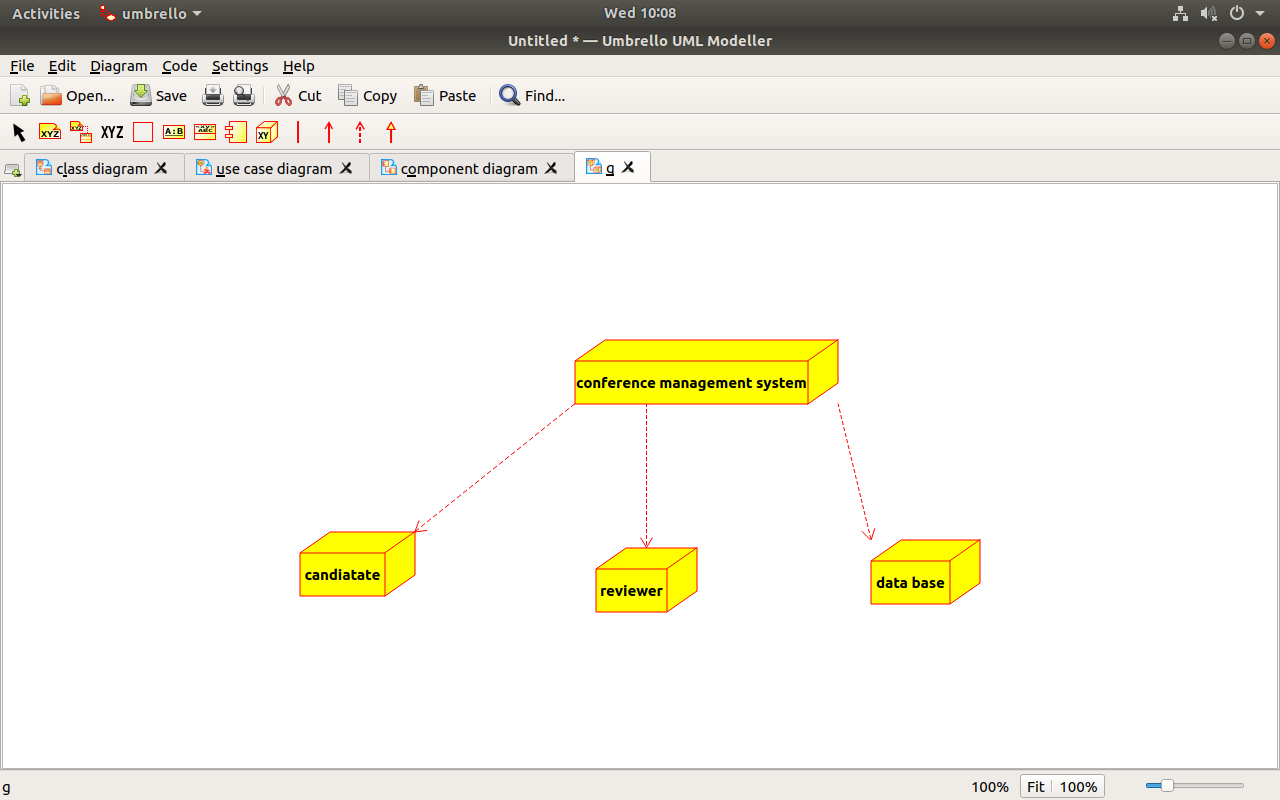 Activities umbrello Wed 10:08
Untitled * — Umbrello UML Modeller
File Edit Diagram Code Settings Help
Open... Save Cut Copy Paste Find...
XYZ XYZ XYZ A:B ABC XY
class diagram use case diagram component diagram g
conference management system
candiatate
reviewer
data base
g 100% Fit 100%